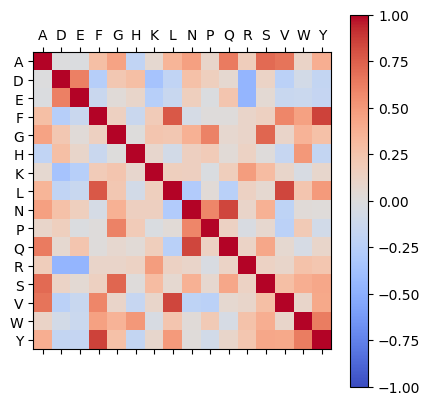 A D E F G H K L N P Q R S V W Y
A
D
E
F
G
H
K
L
N
P
Q
R
S
V
W
Y
1.00
0.75
0.50
0.25
0.00
−0.25
−0.50
−0.75
−1.00